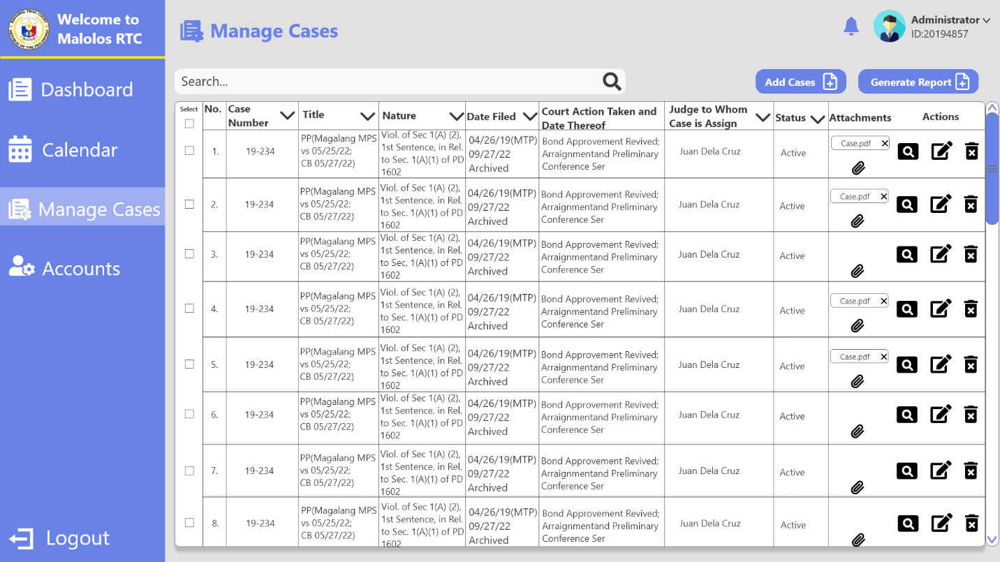 REGIONAL TRIAL COURT
REPUBLIC OF THE PHILIPPINES
Welcome to
Malolos RTC
Dashboard
Calendar
Manage Cases
Accounts
Logout
Manage Cases
Administrator
ID:20194857
Search...
Add Cases
Generate Report
Select
No.
Case
Number
Title
Nature
Date Filed
Court Action Taken and
Date Thereof
Judge to Whom
Case is Assign
Status
Attachments
Actions
1.
19-234
PP(Magalang MPS
vs 05/25/22;
CB 05/27/22)
Viol. of Sec 1(A) (2),
1st Sentence, in Rel.
to Sec. 1(A)(1) of PD
1602
04/26/19(MTP)
09/27/22
Archived
Bond Approvement Revived;
Arraignmentand Preliminary
Conference Ser
Juan Dela Cruz
Active
Case.pdf
2.
19-234
PP(Magalang MPS
vs 05/25/22;
CB 05/27/22)
Viol. of Sec 1(A) (2),
1st Sentence, in Rel.
to Sec. 1(A)(1) of PD
1602
04/26/19(MTP)
09/27/22
Archived
Bond Approvement Revived;
Arraignmentand Preliminary
Conference Ser
Juan Dela Cruz
Active
Case.pdf
3.
19-234
PP(Magalang MPS
vs 05/25/22;
CB 05/27/22)
Viol. of Sec 1(A) (2),
1st Sentence, in Rel.
to Sec. 1(A)(1) of PD
1602
04/26/19(MTP)
09/27/22
Archived
Bond Approvement Revived;
Arraignmentand Preliminary
Conference Ser
Juan Dela Cruz
Active
4.
19-234
PP(Magalang MPS
vs 05/25/22;
CB 05/27/22)
Viol. of Sec 1(A) (2),
1st Sentence, in Rel.
to Sec. 1(A)(1) of PD
1602
04/26/19(MTP)
09/27/22
Archived
Bond Approvement Revived;
Arraignmentand Preliminary
Conference Ser
Juan Dela Cruz
Active
Case.pdf
5.
19-234
PP(Magalang MPS
vs 05/25/22;
CB 05/27/22)
Viol. of Sec 1(A) (2),
1st Sentence, in Rel.
to Sec. 1(A)(1) of PD
1602
04/26/19(MTP)
09/27/22
Archived
Bond Approvement Revived;
Arraignmentand Preliminary
Conference Ser
Juan Dela Cruz
Active
Case.pdf
6.
19-234
PP(Magalang MPS
vs 05/25/22;
CB 05/27/22)
Viol. of Sec 1(A) (2),
1st Sentence, in Rel.
to Sec. 1(A)(1) of PD
1602
04/26/19(MTP)
09/27/22
Archived
Bond Approvement Revived;
Arraignmentand Preliminary
Conference Ser
Juan Dela Cruz
Active
7.
19-234
PP(Magalang MPS
vs 05/25/22;
CB 05/27/22)
Viol. of Sec 1(A) (2),
1st Sentence, in Rel.
to Sec. 1(A)(1) of PD
1602
04/26/19(MTP)
09/27/22
Archived
Bond Approvement Revived;
Arraignmentand Preliminary
Conference Ser
Juan Dela Cruz
Active
8.
19-234
PP(Magalang MPS
vs 05/25/22;
CB 05/27/22)
Viol. of Sec 1(A) (2),
1st Sentence, in Rel.
to Sec. 1(A)(1) of PD
1602
04/26/19(MTP)
09/27/22
Archived
Bond Approvement Revived;
Arraignmentand Preliminary
Conference Ser
Juan Dela Cruz
Active